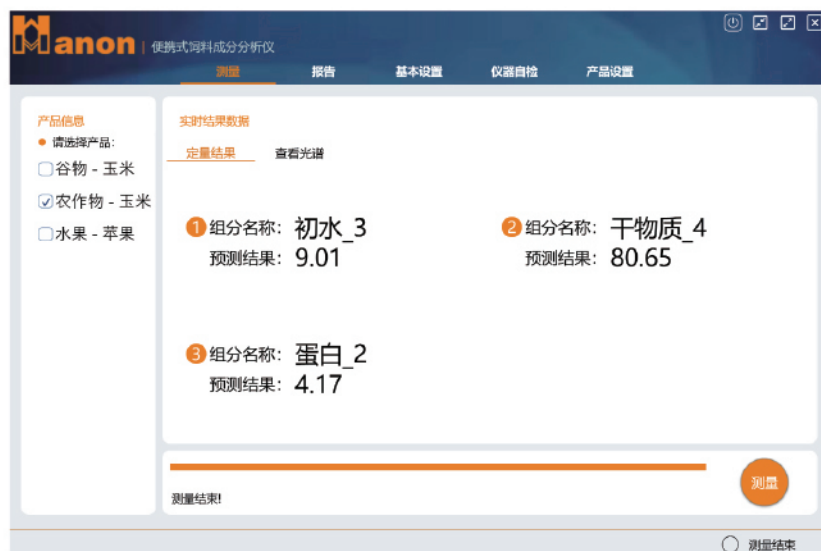 Hanon | 便携式饲料成分分析仪
测量 报告 基本设置 仪器自检 产品设置
产品信息
请选择产品:
谷物 - 玉米
农作物 - 玉米
水果 - 苹果
实时结果数据
定量结果 查看光谱
1 组分名称: 初水_3
预测结果: 9.01
2 组分名称: 干物质_4
预测结果: 80.65
3 组分名称: 蛋白_2
预测结果: 4.17
测量结束!
测量
测量结束